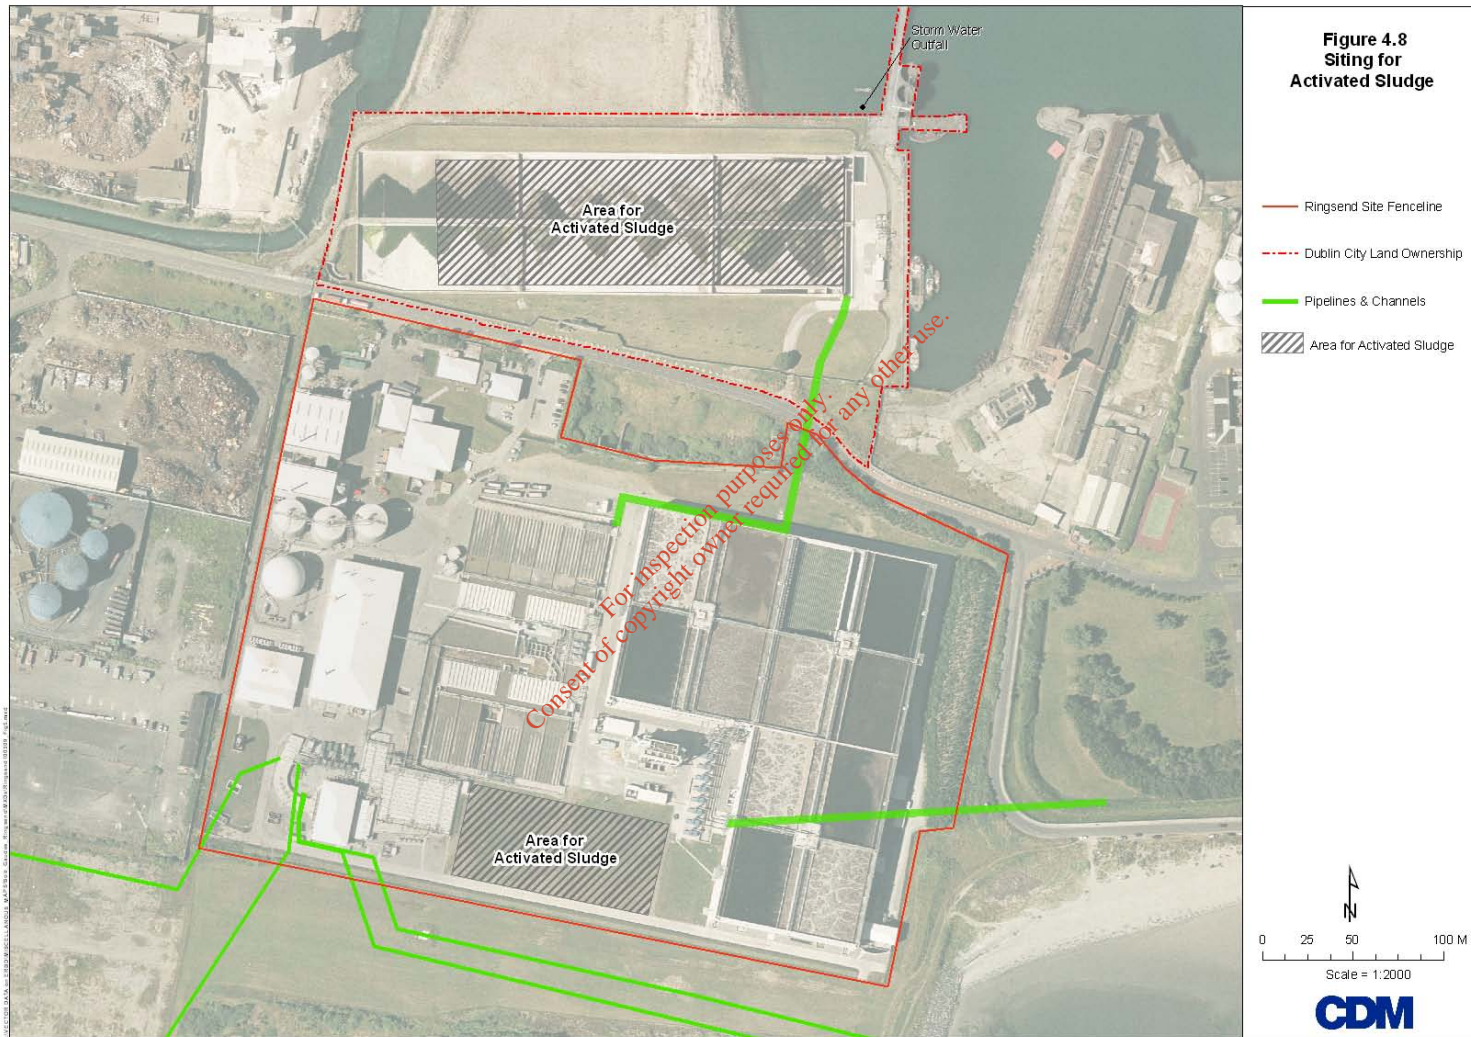 Storm Water
Outfall
Area for
Activated Sludge
For inspection purposes only.
Consent of copyright owner required for any other use.
Area for
Activated Sludge
Figure 4.8
Siting for
Activated Sludge
Ringsend Site Fenceline
Dublin City Land Ownership
Pipelines & Channels
Area for Activated Sludge
N
0 25 50 100 M
Scale = 1:2000
CDM